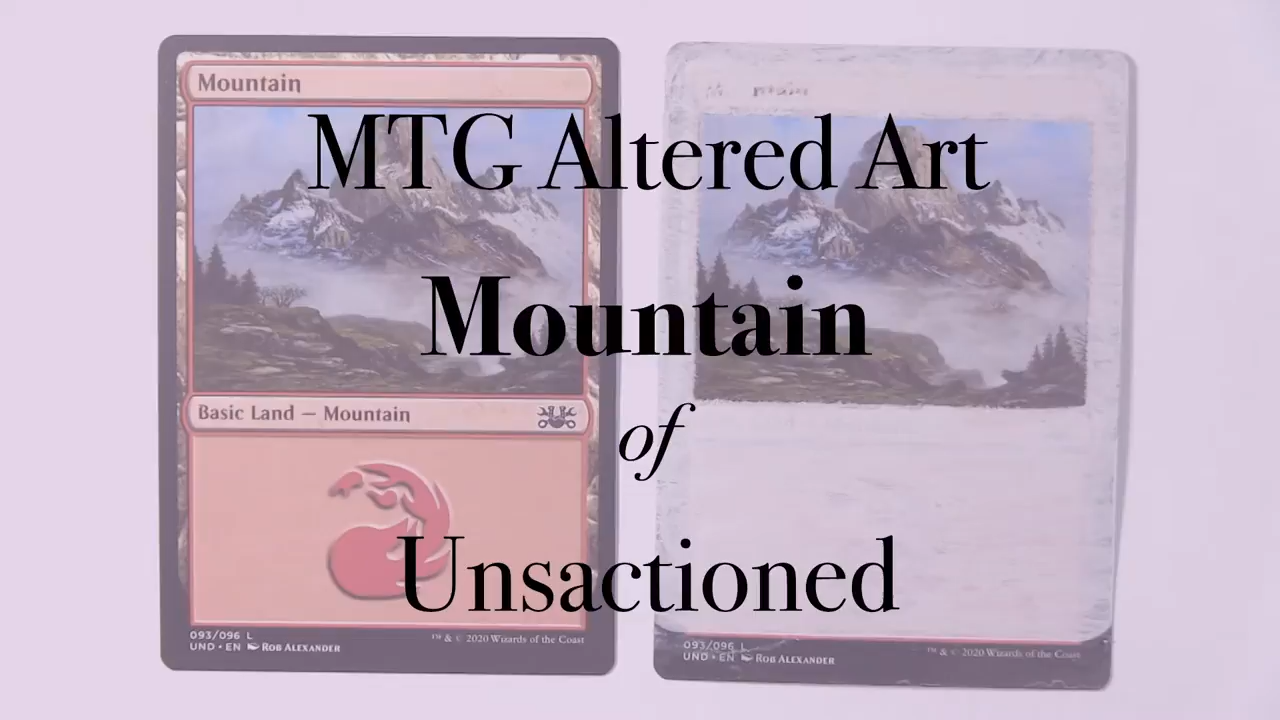 Mountain
MTG Altered Art
Mountain
of
Basic Land — Mountain
Unsactioned
093/096 L
UND • EN Rob Alexander
™ & © 2020 Wizards of the Coast
093/096 L
UND • EN Rob Alexander
™ & © 2020 Wizards of the Coast